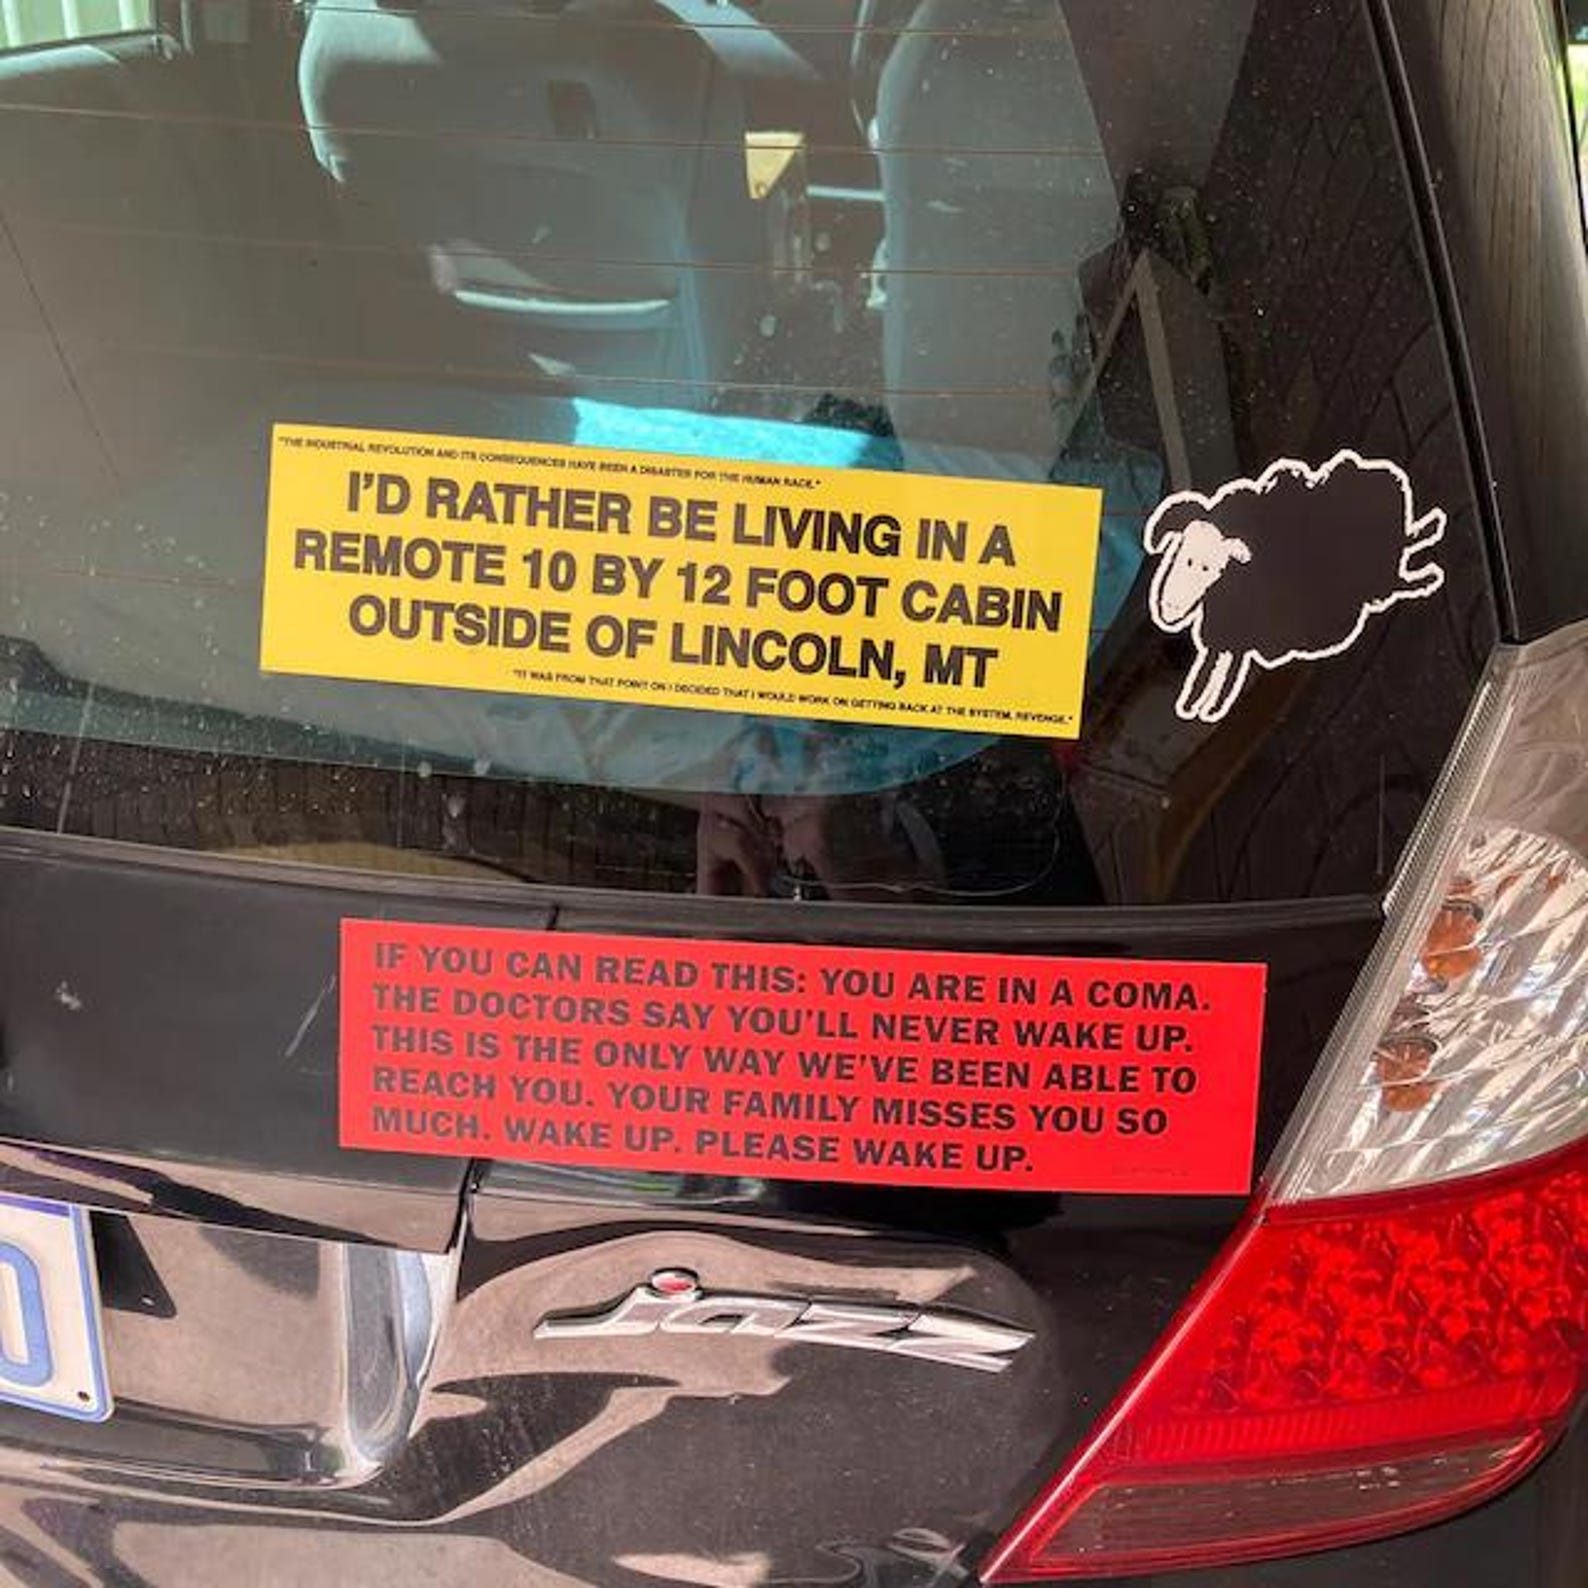 "THE INDUSTRIAL REVOLUTION AND ITS CONSEQUENCES HAVE BEEN A DISASTER FOR THE HUMAN RACE."
I'D RATHER BE LIVING IN A
REMOTE 10 BY 12 FOOT CABIN
OUTSIDE OF LINCOLN, MT
"IT WAS FROM THAT POINT ON I DECIDED THAT I WOULD WORK ON GETTING BACK AT THE SYSTEM. REVENGE."
IF YOU CAN READ THIS: YOU ARE IN A COMA.
THE DOCTORS SAY YOU'LL NEVER WAKE UP.
THIS IS THE ONLY WAY WE'VE BEEN ABLE TO
REACH YOU. YOUR FAMILY MISSES YOU SO
MUCH. WAKE UP. PLEASE WAKE UP.
Jazz